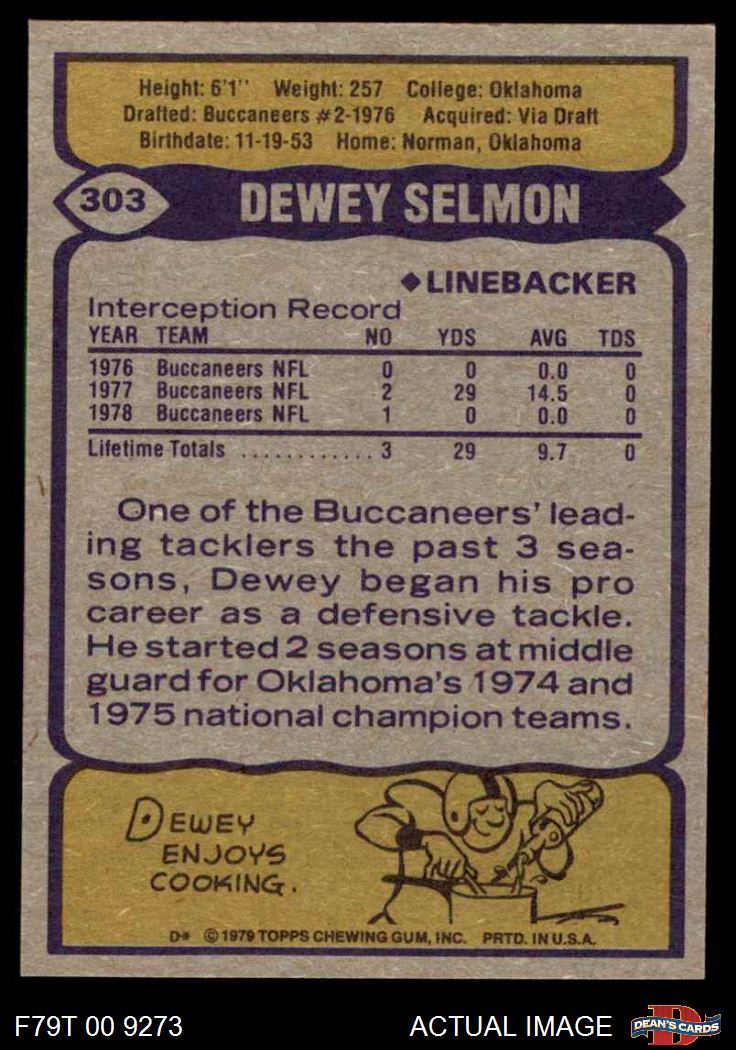 Height: 6'1" Weight: 257 College: Oklahoma
Drafted: Buccaneers #2-1976 Acquired: Via Draft
Birthdate: 11-19-53 Home: Norman, Oklahoma
303 DEWEY SELMON
◆LINEBACKER
Interception Record
YEAR TEAM NO YDS AVG TDS
1976 Buccaneers NFL 0 0 0.0 0
1977 Buccaneers NFL 2 29 14.5 0
1978 Buccaneers NFL 1 0 0.0 0
Lifetime Totals ............ 3 29 9.7 0
One of the Buccaneers' lead-
ing tacklers the past 3 sea-
sons, Dewey began his pro
career as a defensive tackle.
He started 2 seasons at middle
guard for Oklahoma's 1974 and
1975 national champion teams.
DEWEY
ENJOYS
COOKING.
D* © 1979 TOPPS CHEWING GUM, INC. PRTD. IN U.S.A.
F79T 00 9273 ACTUAL IMAGE D DEAN'S CARDS